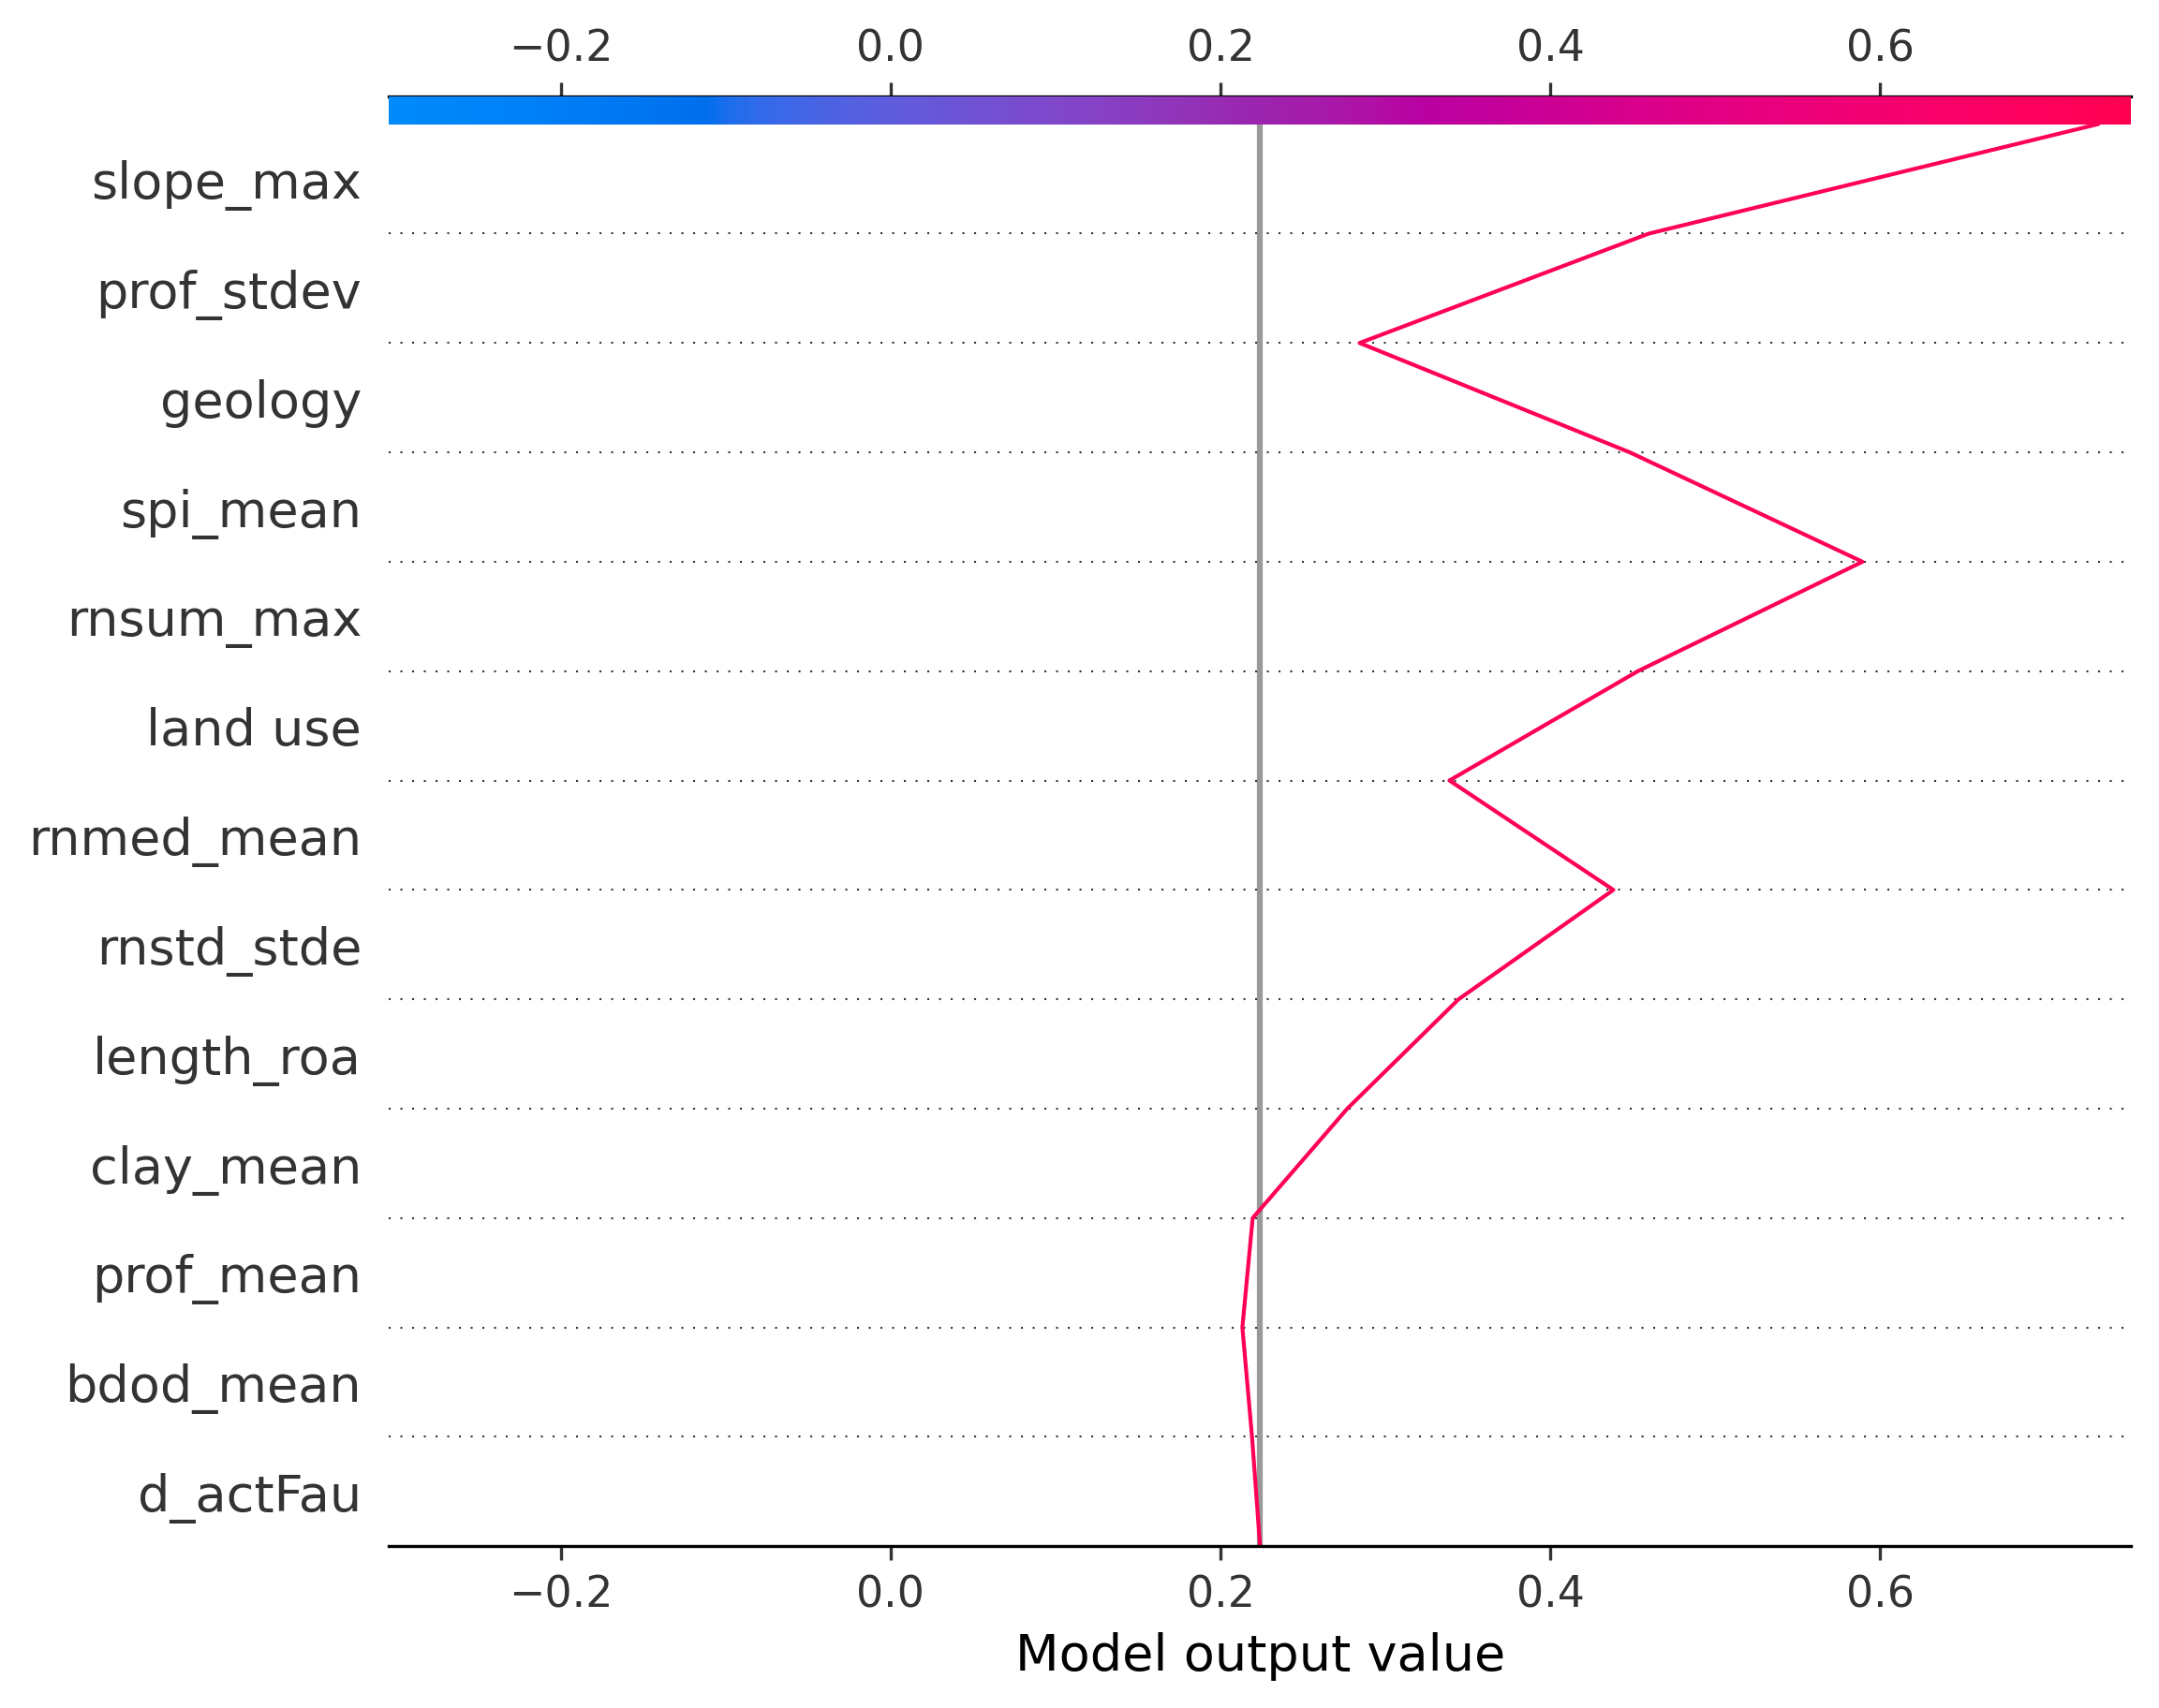 −0.2 0.0 0.2 0.4 0.6
slope_max
prof_stdev
geology
spi_mean
rnsum_max
land use
rnmed_mean
rnstd_stde
length_roa
clay_mean
prof_mean
bdod_mean
d_actFau
−0.2 0.0 0.2 0.4 0.6
Model output value